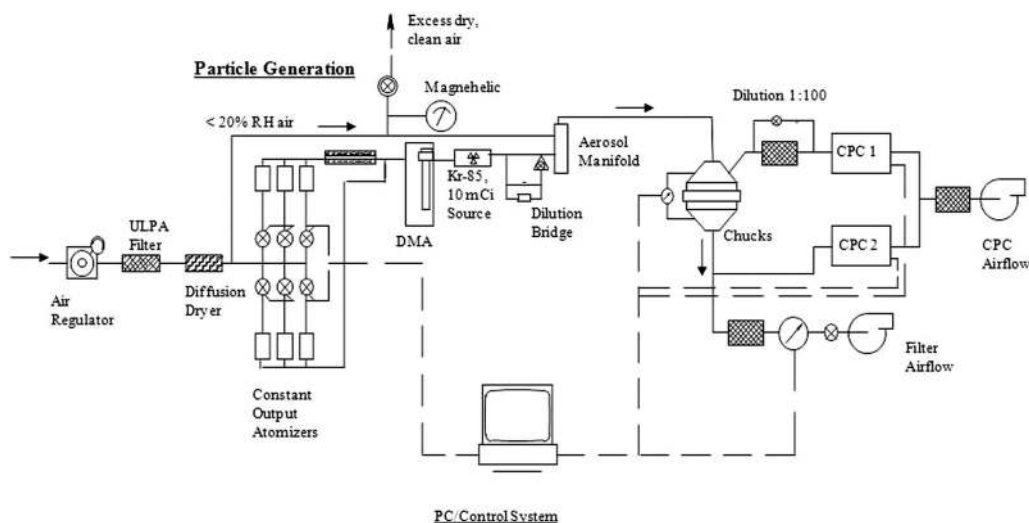 Excess dry,
clean air
Particle Generation
Magnehelic
Dilution 1:100
< 20% RH air
Aerosol
Manifold
CPC 1
Kr-85,
10 mCi
Source
ULPA
Filter
DMA
Dilution
Bridge
Chucks
CPC 2
CPC
Airflow
Air
Regulator
Diffusion
Dryer
Filter
Airflow
Constant
Output
Atomizers
PC/Control System